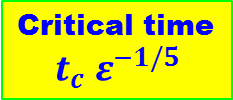 Critical time
t_c ε^{-1/5}